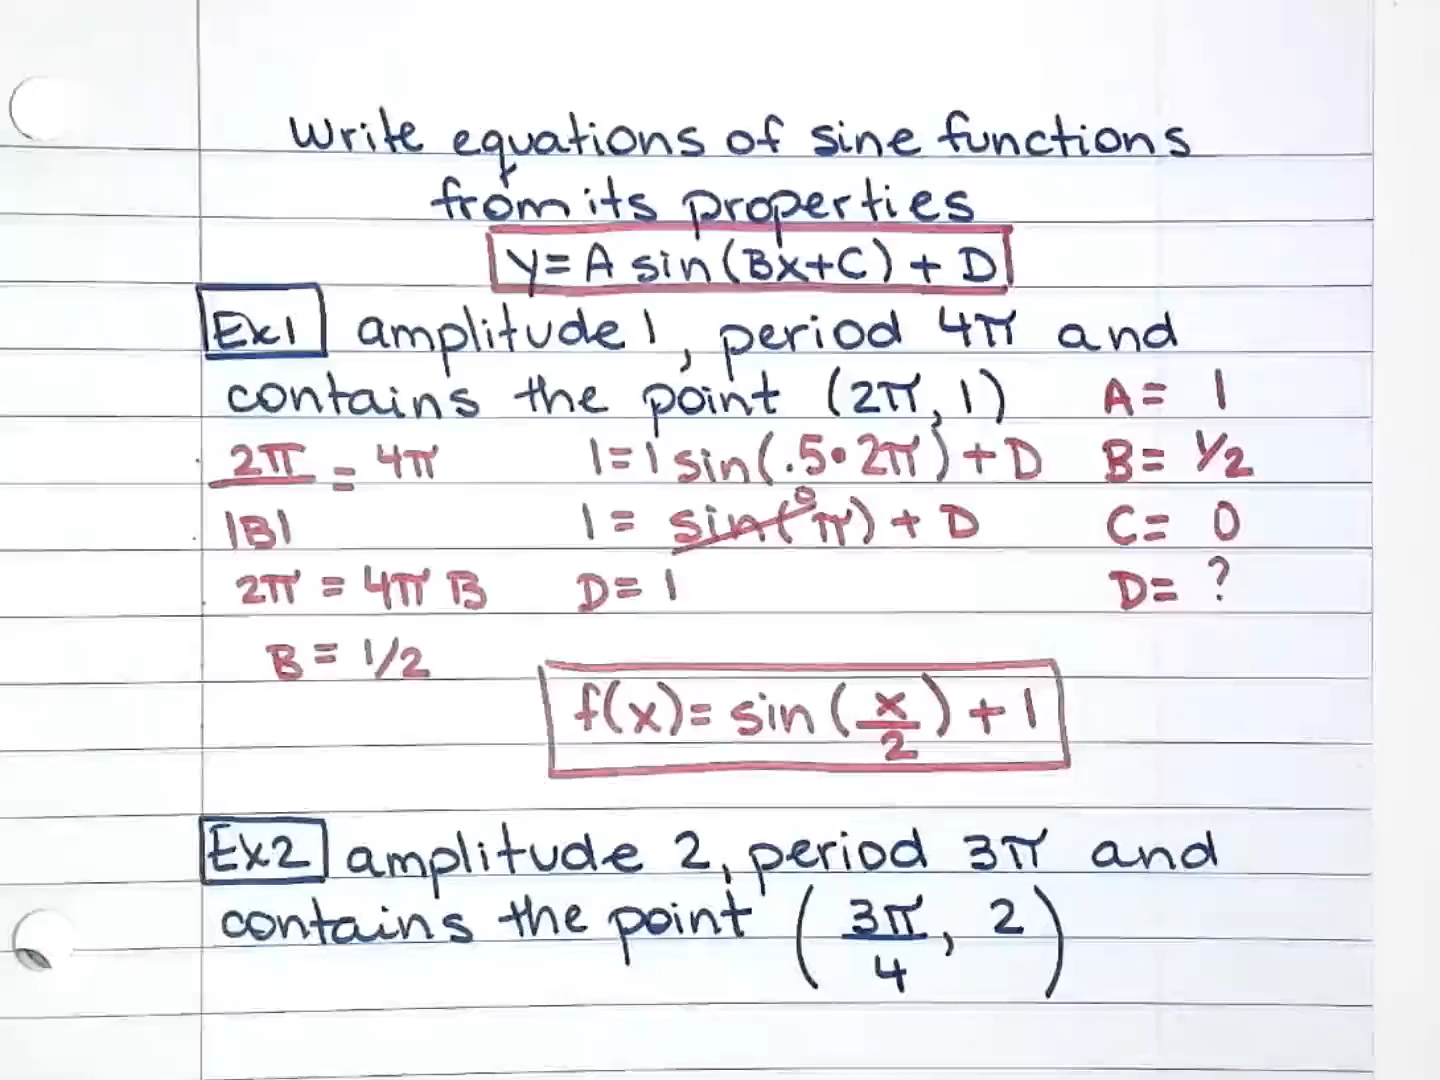 Write equations of sine functions
from its properties
y = A sin (Bx + C) + D
Ex1 amplitude 1, period 4π and
contains the point (2π, 1) A = 1
2π/|B| = 4π 1 = 1 sin(.5•2π) + D B = 1/2
1 = sin(π) 0 + D C = 0
2π = 4π B D = 1 D = ?
B = 1/2
f(x) = sin (x/2) + 1
Ex2 amplitude 2, period 3π and
contains the point (3π/4, 2)